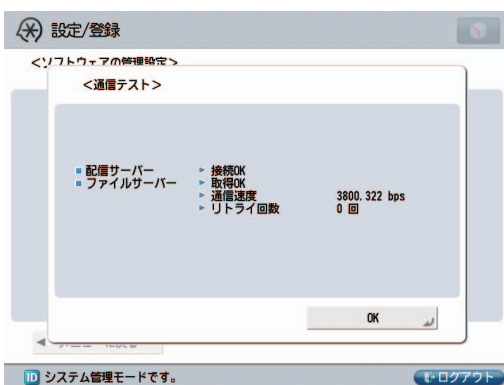 設定/登録
<ソフトウェアの管理設定>
<通信テスト>
配信サーバー ▶ 接続OK
ファイルサーバー ▶ 取得OK
▶ 通信速度 3800.322 bps
▶ リトライ回数 0 回
OK
ID システム管理モードです。 ログアウト